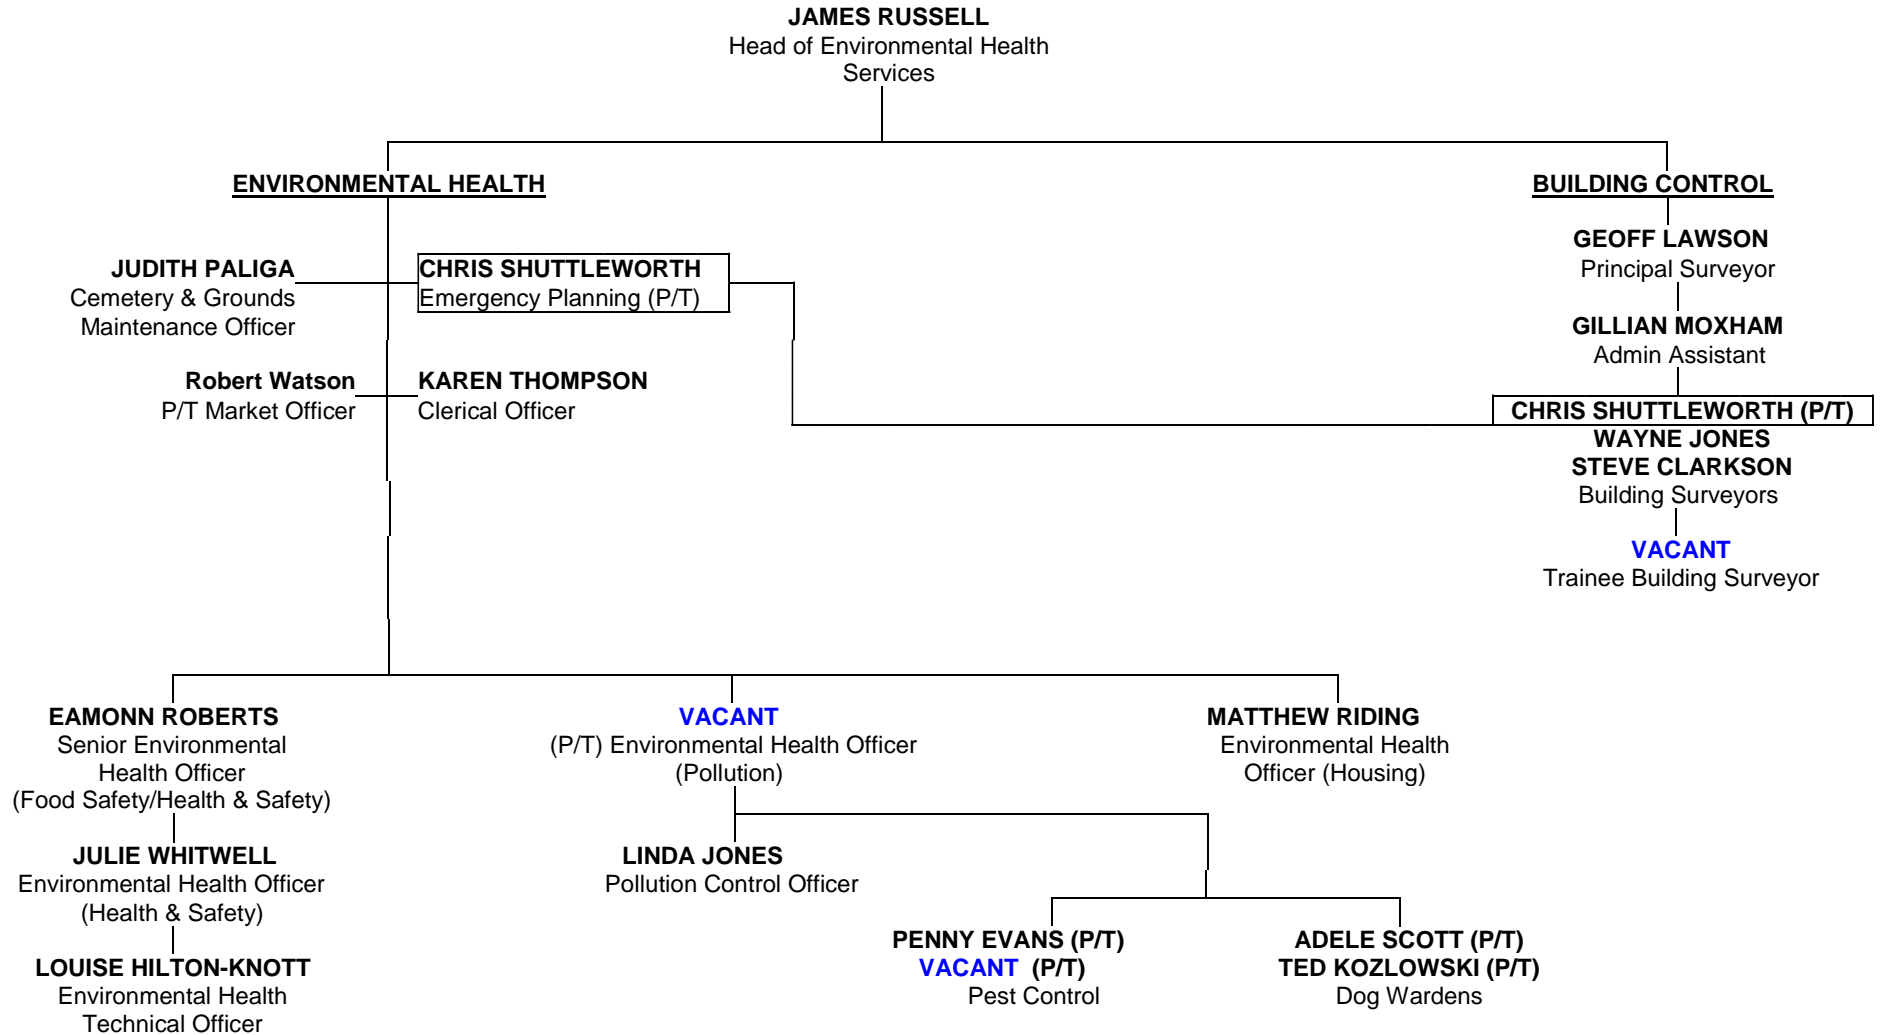 JAMES RUSSELL
Head of Environmental Health
Services
ENVIRONMENTAL HEALTH
BUILDING CONTROL
JUDITH PALIGA
Cemetery & Grounds
Maintenance Officer
CHRIS SHUTTLEWORTH
Emergency Planning (P/T)
Robert Watson
P/T Market Officer
KAREN THOMPSON
Clerical Officer
GEOFF LAWSON
Principal Surveyor
GILLIAN MOXHAM
Admin Assistant
CHRIS SHUTTLEWORTH (P/T)
WAYNE JONES
STEVE CLARKSON
Building Surveyors
VACANT
Trainee Building Surveyor
EAMONN ROBERTS
Senior Environmental
Health Officer
(Food Safety/Health & Safety)
JULIE WHITWELL
Environmental Health Officer
(Health & Safety)
LOUISE HILTON-KNOTT
Environmental Health
Technical Officer
VACANT
(P/T) Environmental Health Officer
(Pollution)
LINDA JONES
Pollution Control Officer
PENNY EVANS (P/T)
VACANT (P/T)
Pest Control
ADELE SCOTT (P/T)
TED KOZLOWSKI (P/T)
Dog Wardens
MATTHEW RIDING
Environmental Health
Officer (Housing)